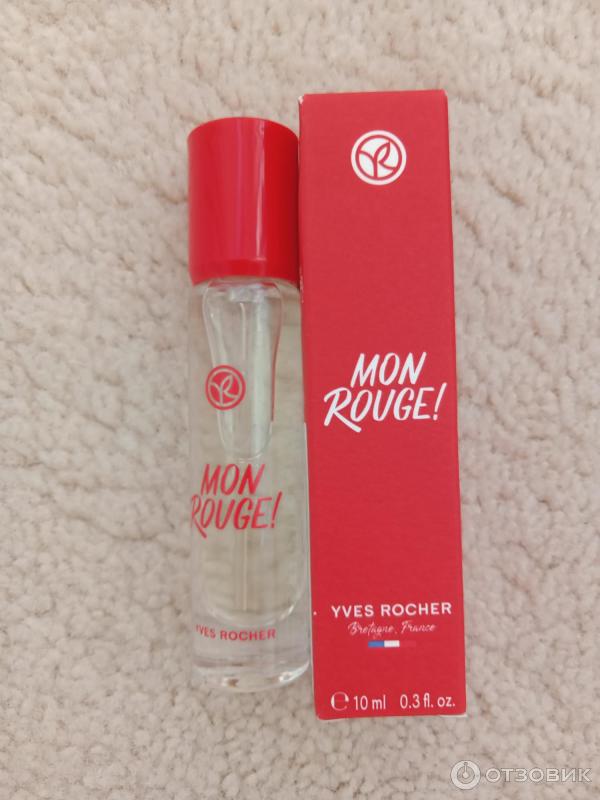 MON
ROUGE!
YVES ROCHER
MON
ROUGE!
YVES ROCHER
Bretagne, France
℮ 10 ml 0.3 fl. oz.
ОТЗОВИК